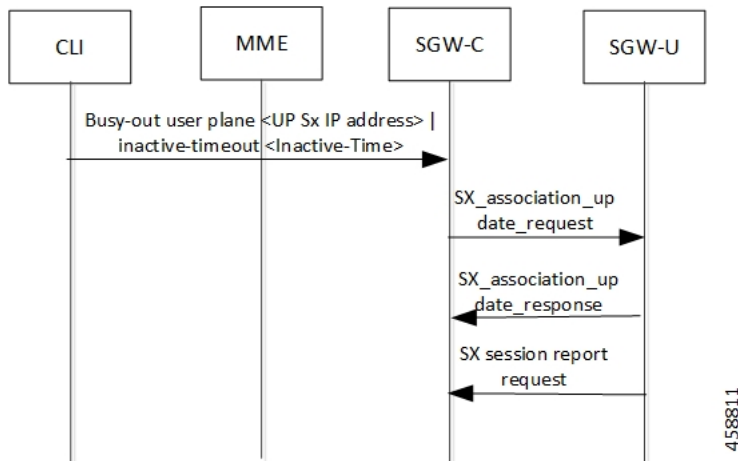 CLI
MME
SGW-C
SGW-U
Busy-out user plane <UP Sx IP address> |
inactive-timeout <Inactive-Time>
SX_association_up
date_request
SX_association_up
date_response
SX session report
request
458811